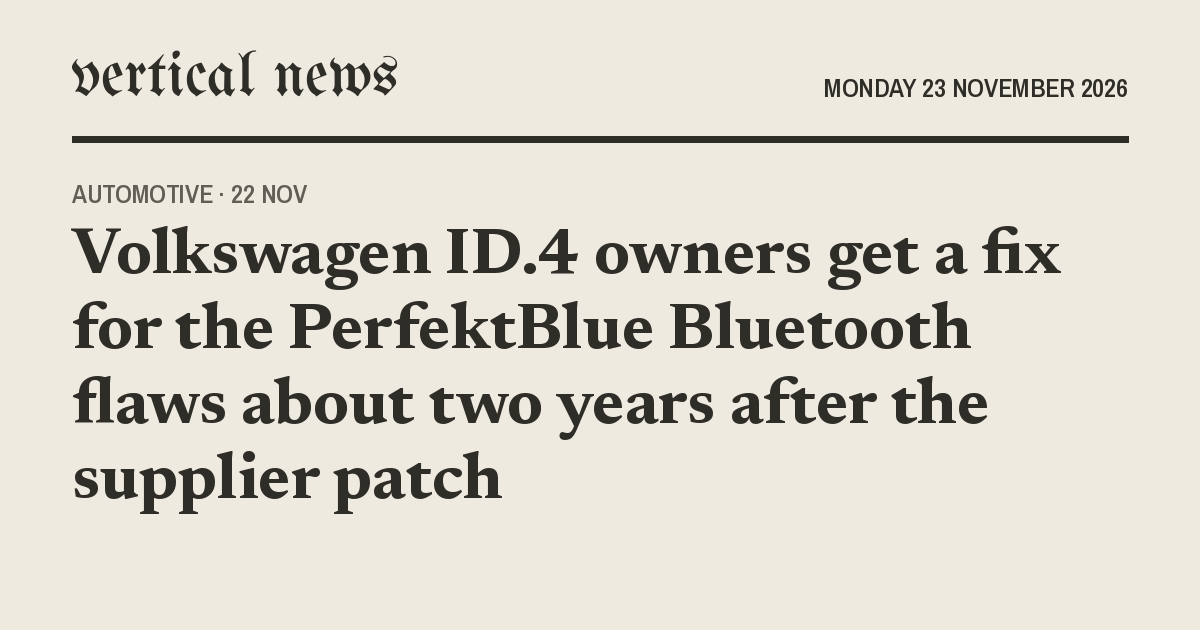 vertical news
MONDAY 23 NOVEMBER 2026
AUTOMOTIVE · 22 NOV
Volkswagen ID.4 owners get a fix
for the PerfektBlue Bluetooth
flaws about two years after the
supplier patch